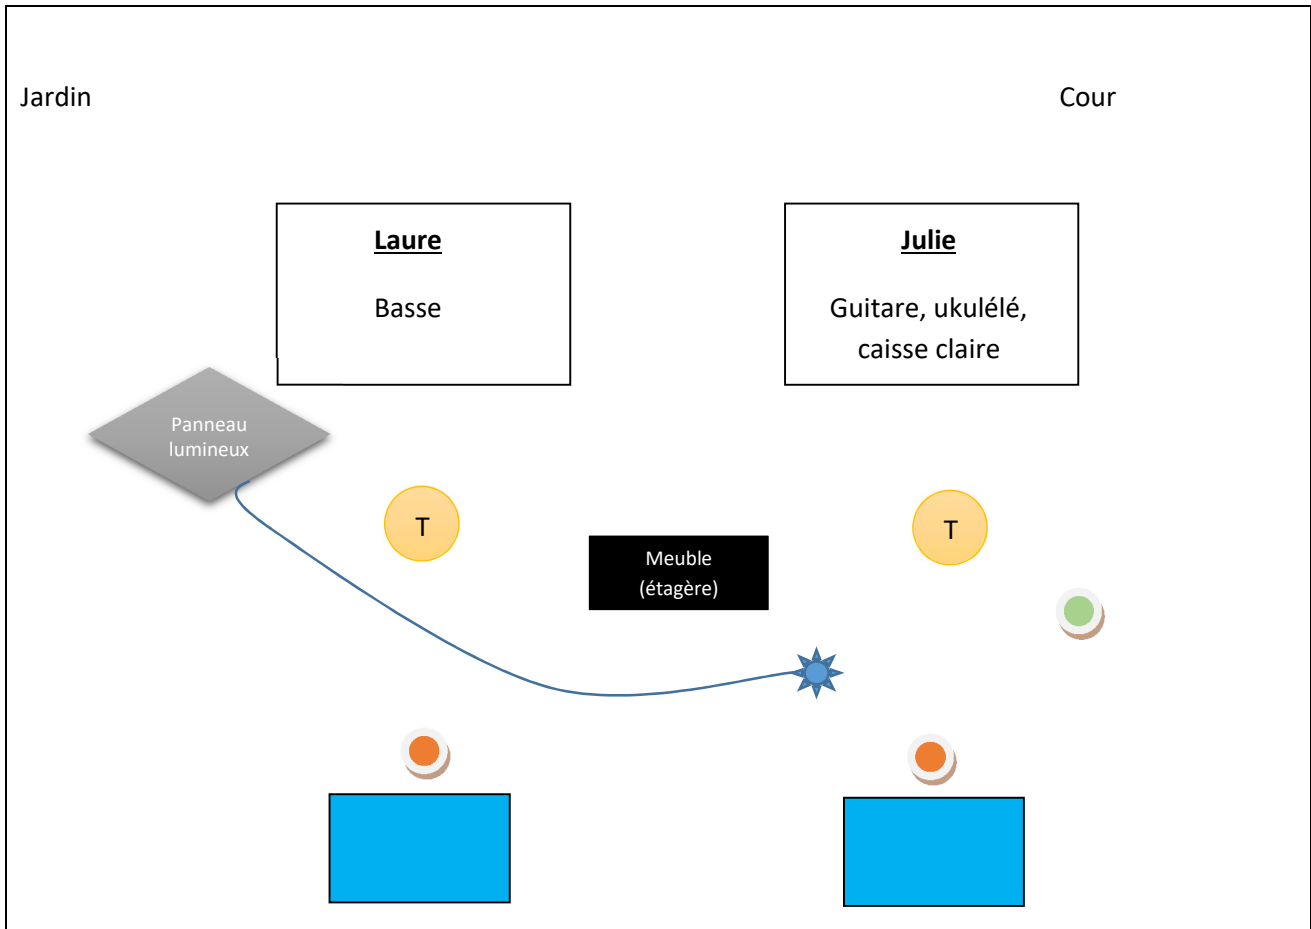 Jardin
Cour
Laure
Basse
Julie
Guitare, ukulélé,
caisse claire
Panneau
lumineux
T
T
Meuble
(étagère)